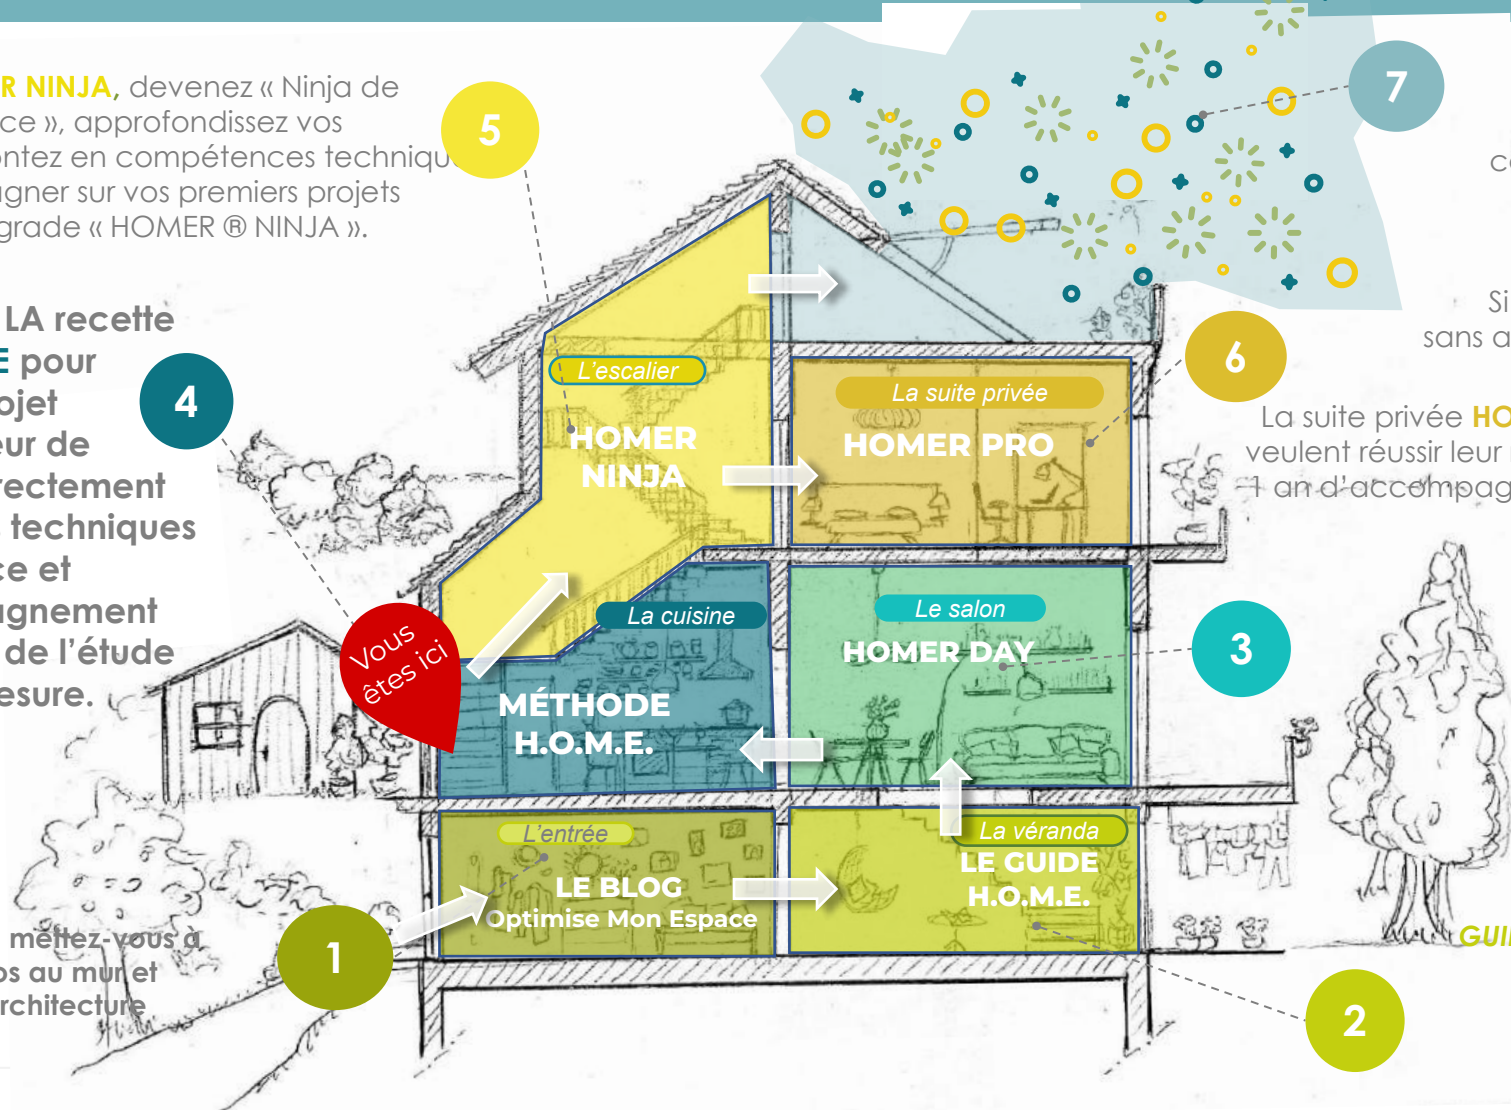 R NINJA, devenez « Ninja de
ce », approfondissez vos
ontez en compétences techniqu
agner sur vos premiers projets
grade « HOMER ® NINJA ».
5
7
LA recette
E pour
ojet
eur de
rectement
s techniques
ce et
agnement
de l'étude
esure.
4
Si
sans a
6
La suite privée HO
veulent réussir leur
1 an d'accompag
L'escalier
HOMER
NINJA
La suite privée
HOMER PRO
La cuisine
MÉTHODE
H.O.M.E.
Le salon
HOMER DAY
3
Vous
êtes ici
L'entrée
LE BLOG
Optimise Mon Espace
La véranda
LE GUIDE
H.O.M.E.
1
mettez-vous à
os au mur et
rchitecture
GUI
2